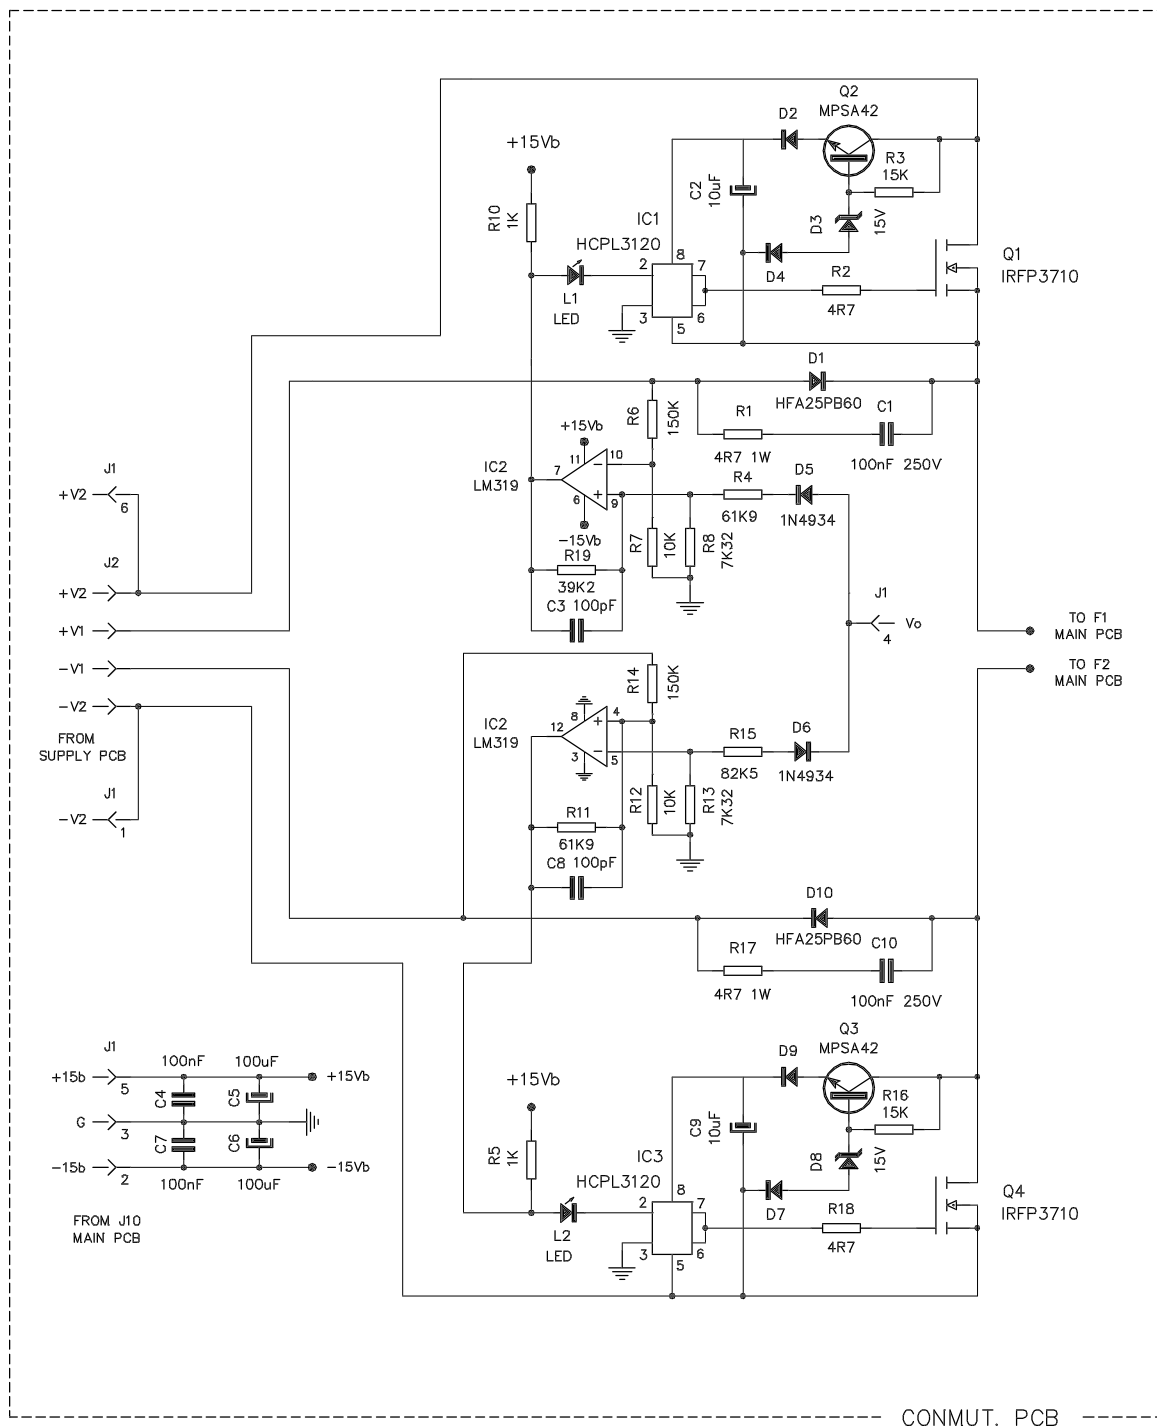 Q2
MPSA42
D2
+15Vb
R3
15K
C2
10uF
R10
1K
IC1
HCPL3120
D3
15V
8
2
7
D4
R2
4R7
Q1
IRFP3710
L1
LED
3
6
5
D1
HFA25PB60
R6
150K
R1
4R7 1W
C1
100nF 250V
+15Vb
11
10
7
IC2
LM319
6
9
-15Vb
R4
61K9
D5
1N4934
J1
+V2
6
R7
10K
R8
7K32
R19
39K2
C3 100pF
J2
+V2
+V1
-V1
-V2
FROM
SUPPLY PCB
J1
-V2
1
J1
Vo
4
TO F1
MAIN PCB
TO F2
MAIN PCB
R14
150K
8
4
12
IC2
LM319
3
5
R15
82K5
D6
1N4934
R12
10K
R13
7K32
R11
61K9
C8 100pF
D10
HFA25PB60
R17
4R7 1W
C10
100nF 250V
J1
+15b
5
G
3
-15b
2
100nF
100uF
C4
C5
C7
C6
100nF
100uF
+15Vb
-15Vb
FROM J10
MAIN PCB
Q3
MPSA42
D9
+15Vb
R16
15K
C9
10uF
R5
1K
IC3
HCPL3120
D8
15V
8
2
7
D7
R18
4R7
Q4
IRFP3710
L2
LED
3
6
5
CONMUT. PCB